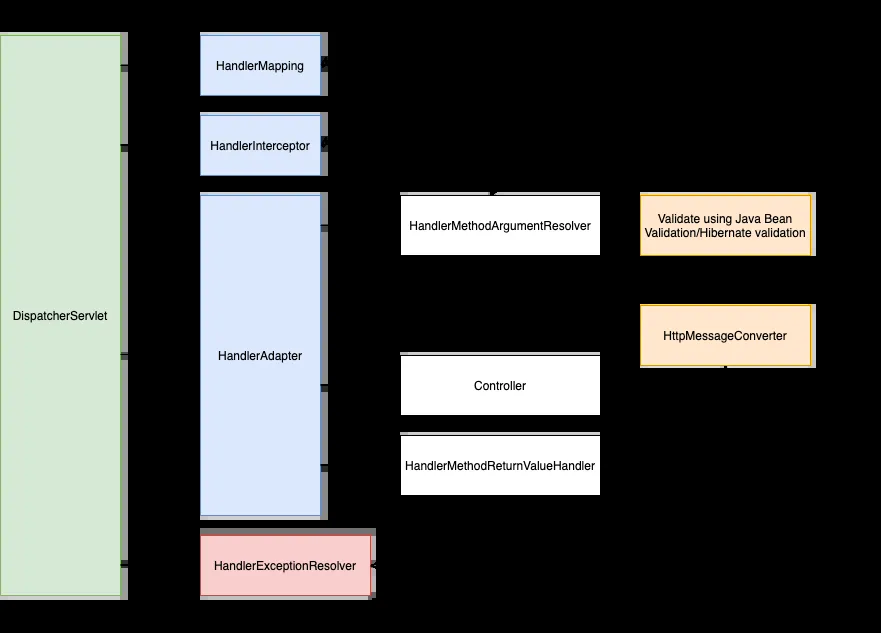 HandlerMapping
HandlerInterceptor
HandlerMethodArgumentResolver
Validate using Java Bean
Validation/Hibernate validation
DispatcherServlet
HttpMessageConverter
HandlerAdapter
Controller
HandlerMethodReturnValueHandler
HandlerExceptionResolver